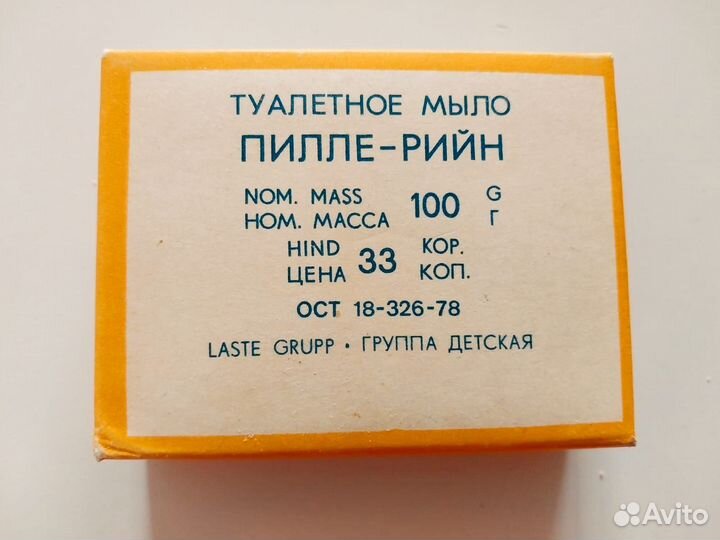 ТУАЛЕТНОЕ МЫЛО
ПИЛЛЕ-РИЙН
NOM. MASS 100 G
НОМ. МАССА Г
HIND 33 KOP.
ЦЕНА КОП.
ОСТ 18-326-78
LASTE GRUPP · ГРУППА ДЕТСКАЯ
Avito